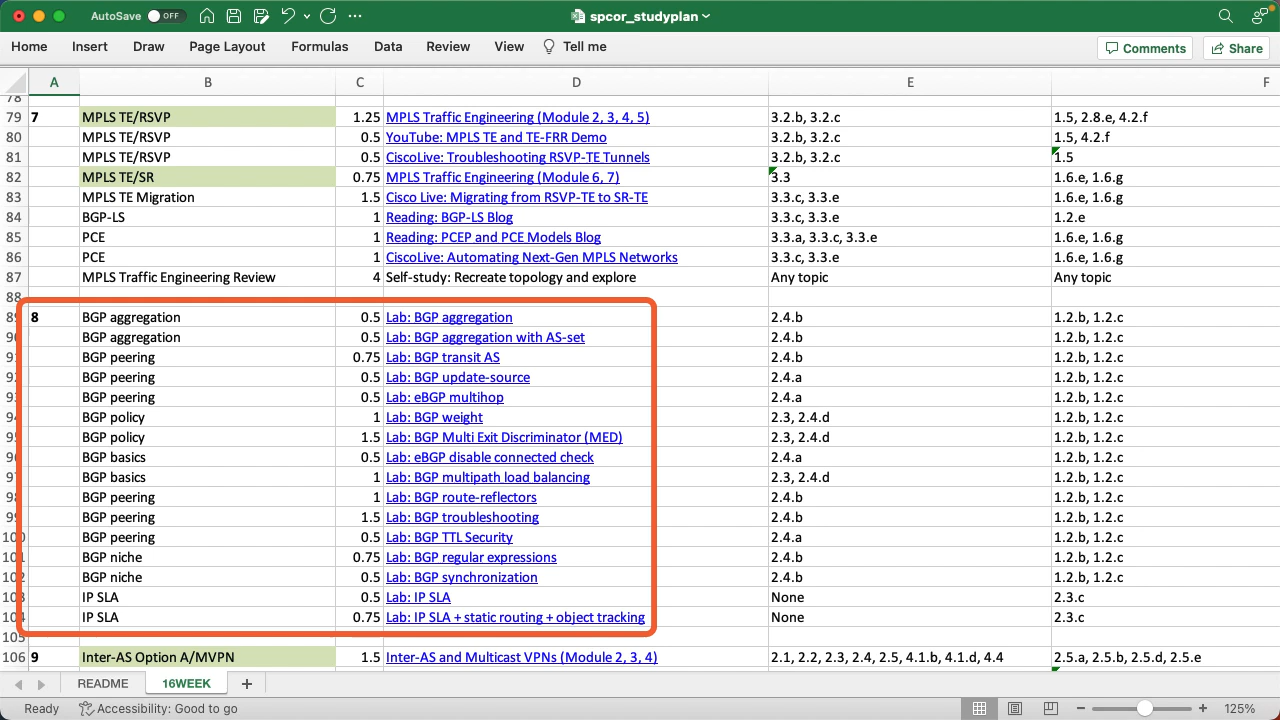 AutoSave OFF spcor_studyplan
Home Insert Draw Page Layout Formulas Data Review View Tell me Comments Share
A B C D E F
78
79 7 MPLS TE/RSVP 1.25 MPLS Traffic Engineering (Module 2, 3, 4, 5) 3.2.b, 3.2.c 1.5, 2.8.e, 4.2.f
80 MPLS TE/RSVP 0.5 YouTube: MPLS TE and TE-FRR Demo 3.2.b, 3.2.c 1.5, 4.2.f
81 MPLS TE/RSVP 0.5 CiscoLive: Troubleshooting RSVP-TE Tunnels 3.2.b, 3.2.c 1.5
82 MPLS TE/SR 0.75 MPLS Traffic Engineering (Module 6, 7) 3.3 1.6.e, 1.6.g
83 MPLS TE Migration 1.5 Cisco Live: Migrating from RSVP-TE to SR-TE 3.3.c, 3.3.e 1.6.e, 1.6.g
84 BGP-LS 1 Reading: BGP-LS Blog 3.3.c, 3.3.e 1.2.e
85 PCE 1 Reading: PCEP and PCE Models Blog 3.3.a, 3.3.c, 3.3.e 1.6.e, 1.6.g
86 PCE 1 CiscoLive: Automating Next-Gen MPLS Networks 3.3.c, 3.3.e 1.6.e, 1.6.g
87 MPLS Traffic Engineering Review 4 Self-study: Recreate topology and explore Any topic Any topic
88
89 8 BGP aggregation 0.5 Lab: BGP aggregation 2.4.b 1.2.b, 1.2.c
90 BGP aggregation 0.5 Lab: BGP aggregation with AS-set 2.4.b 1.2.b, 1.2.c
91 BGP peering 0.75 Lab: BGP transit AS 2.4.b 1.2.b, 1.2.c
92 BGP peering 0.5 Lab: BGP update-source 2.4.a 1.2.b, 1.2.c
93 BGP peering 0.5 Lab: eBGP multihop 2.4.a 1.2.b, 1.2.c
94 BGP policy 1 Lab: BGP weight 2.3, 2.4.d 1.2.b, 1.2.c
95 BGP policy 1.5 Lab: BGP Multi Exit Discriminator (MED) 2.3, 2.4.d 1.2.b, 1.2.c
96 BGP basics 0.5 Lab: eBGP disable connected check 2.4.a 1.2.b, 1.2.c
97 BGP basics 1 Lab: BGP multipath load balancing 2.3, 2.4.d 1.2.b, 1.2.c
98 BGP peering 1 Lab: BGP route-reflectors 2.4.b 1.2.b, 1.2.c
99 BGP peering 1.5 Lab: BGP troubleshooting 2.4.b 1.2.b, 1.2.c
100 BGP peering 0.5 Lab: BGP TTL Security 2.4.a 1.2.b, 1.2.c
101 BGP niche 0.75 Lab: BGP regular expressions 2.4.b 1.2.b, 1.2.c
102 BGP niche 0.5 Lab: BGP synchronization 2.4.b 1.2.b, 1.2.c
103 IP SLA 0.5 Lab: IP SLA None 2.3.c
104 IP SLA 0.75 Lab: IP SLA + static routing + object tracking None 2.3.c
105
106 9 Inter-AS Option A/MVPN 1.5 Inter-AS and Multicast VPNs (Module 2, 3, 4) 2.1, 2.2, 2.3, 2.4, 2.5, 4.1.b, 4.1.d, 4.4 2.5.a, 2.5.b, 2.5.d, 2.5.e
README 16WEEK
Ready Accessibility: Good to go 125%